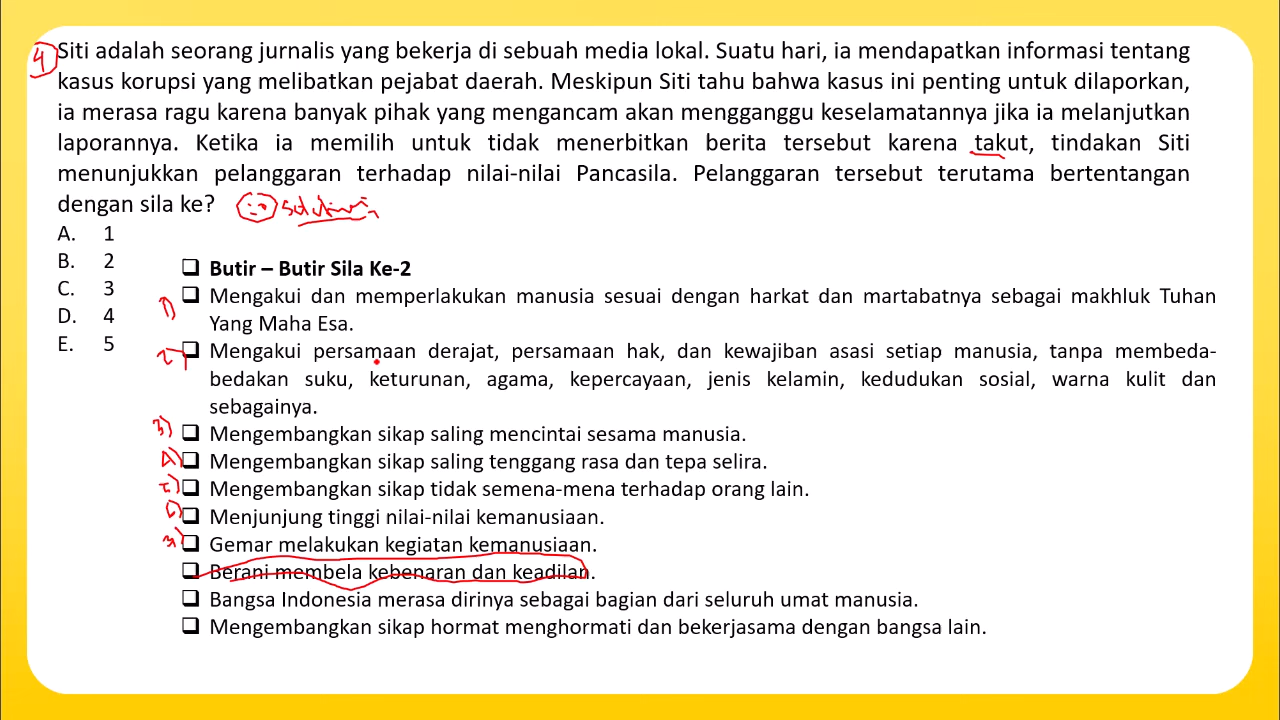 4 Siti adalah seorang jurnalis yang bekerja di sebuah media lokal. Suatu hari, ia mendapatkan informasi tentang
kasus korupsi yang melibatkan pejabat daerah. Meskipun Siti tahu bahwa kasus ini penting untuk dilaporkan,
ia merasa ragu karena banyak pihak yang mengancam akan mengganggu keselamatannya jika ia melanjutkan
laporannya. Ketika ia memilih untuk tidak menerbitkan berita tersebut karena takut, tindakan Siti
menunjukkan pelanggaran terhadap nilai-nilai Pancasila. Pelanggaran tersebut terutama bertentangan
dengan sila ke?
A. 1
B. 2
C. 3
D. 4
E. 5
Butir – Butir Sila Ke-2
1) Mengakui dan memperlakukan manusia sesuai dengan harkat dan martabatnya sebagai makhluk Tuhan
Yang Maha Esa.
2) Mengakui persamaan derajat, persamaan hak, dan kewajiban asasi setiap manusia, tanpa membeda-
bedakan suku, keturunan, agama, kepercayaan, jenis kelamin, kedudukan sosial, warna kulit dan
sebagainya.
3) Mengembangkan sikap saling mencintai sesama manusia.
Mengembangkan sikap saling tenggang rasa dan tepa selira.
Mengembangkan sikap tidak semena-mena terhadap orang lain.
Menjunjung tinggi nilai-nilai kemanusiaan.
Gemar melakukan kegiatan kemanusiaan.
Berani membela kebenaran dan keadilan.
Bangsa Indonesia merasa dirinya sebagai bagian dari seluruh umat manusia.
Mengembangkan sikap hormat menghormati dan bekerjasama dengan bangsa lain.